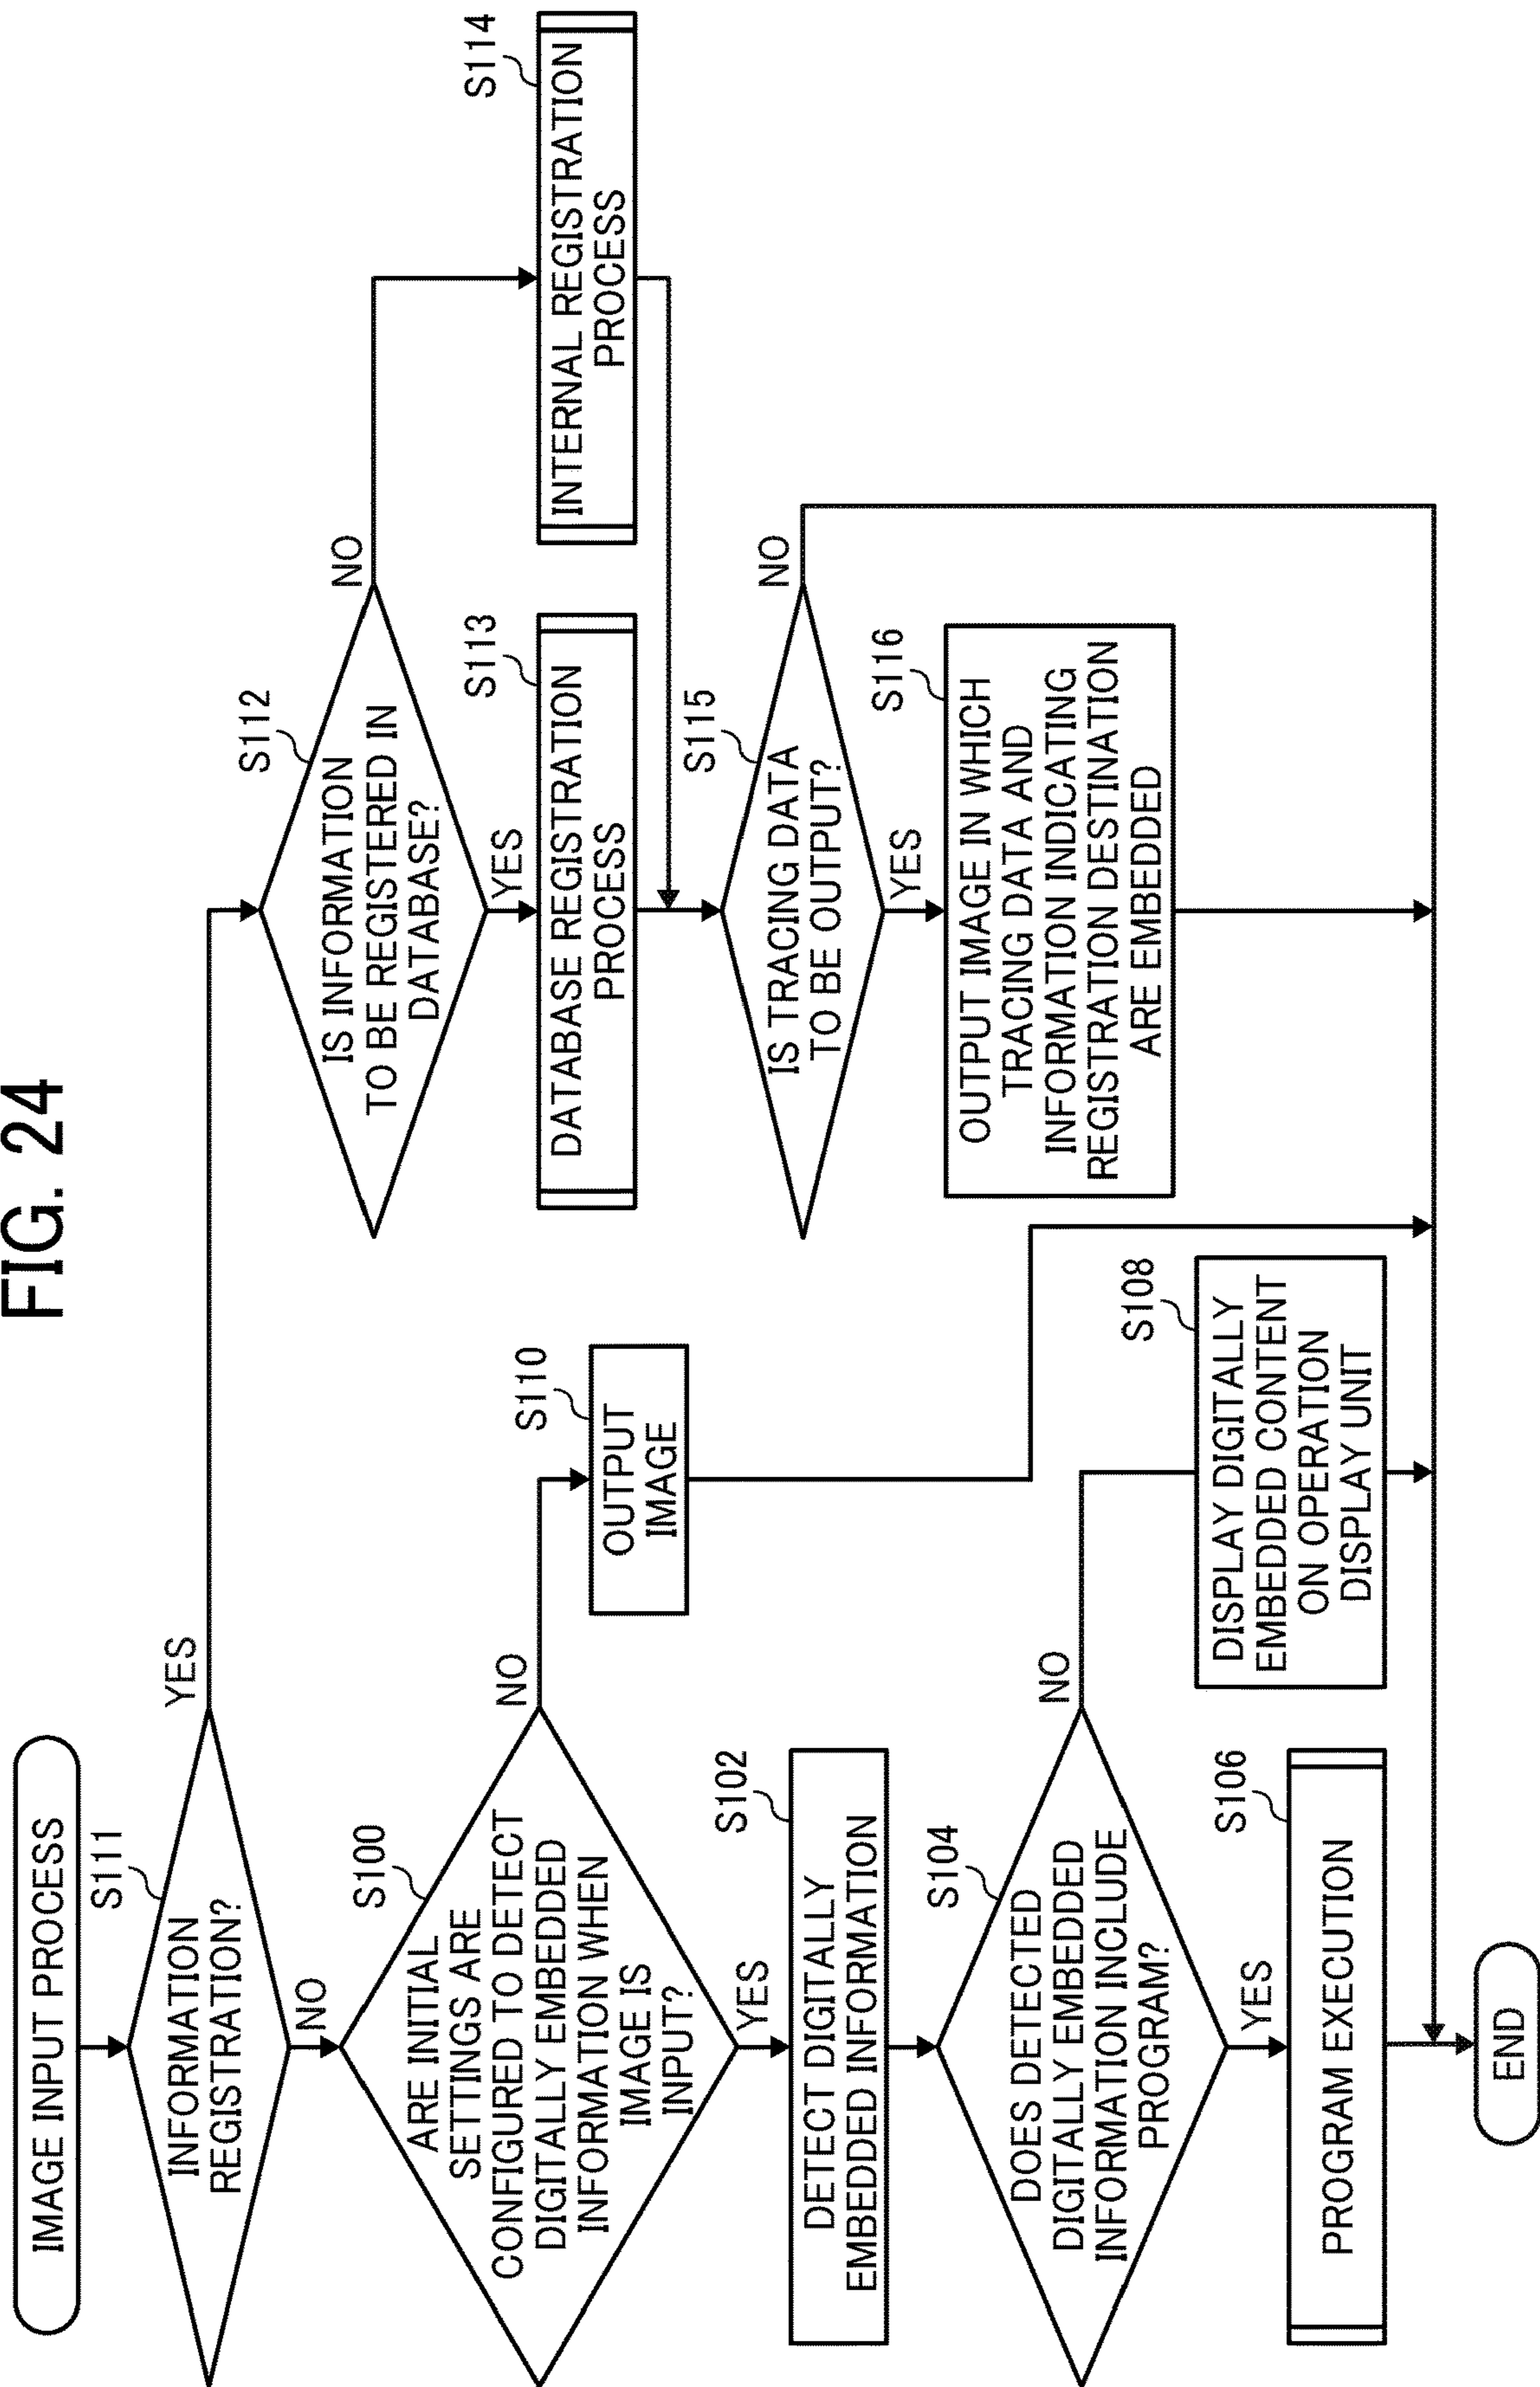 FIG. 24
IMAGE INPUT PROCESS
S111
INFORMATION
REGISTRATION?
YES
NO
S100
ARE INITIAL
SETTINGS ARE
CONFIGURED TO DETECT
DIGITALLY EMBEDDED
INFORMATION WHEN
IMAGE IS
INPUT?
NO
YES
S110
OUTPUT
IMAGE
S102
DETECT DIGITALLY
EMBEDDED INFORMATION
S104
DOES DETECTED
DIGITALLY EMBEDDED
INFORMATION INCLUDE
PROGRAM?
NO
YES
S108
DISPLAY DIGITALLY
EMBEDDED CONTENT
ON OPERATION
DISPLAY UNIT
S106
PROGRAM EXECUTION
END
S112
IS INFORMATION
TO BE REGISTERED IN
DATABASE?
NO
YES
S113
DATABASE REGISTRATION
PROCESS
S114
INTERNAL REGISTRATION
PROCESS
S115
IS TRACING DATA
TO BE OUTPUT?
NO
YES
S116
OUTPUT IMAGE IN WHICH
TRACING DATA AND
INFORMATION INDICATING
REGISTRATION DESTINATION
ARE EMBEDDED